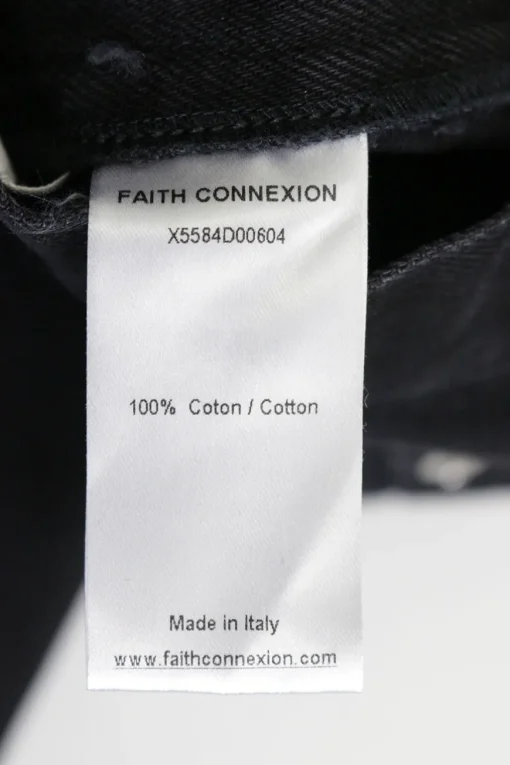 FAITH CONNEXION
X5584D00604
100% Coton / Cotton
Made in Italy
www.faithconnexion.com